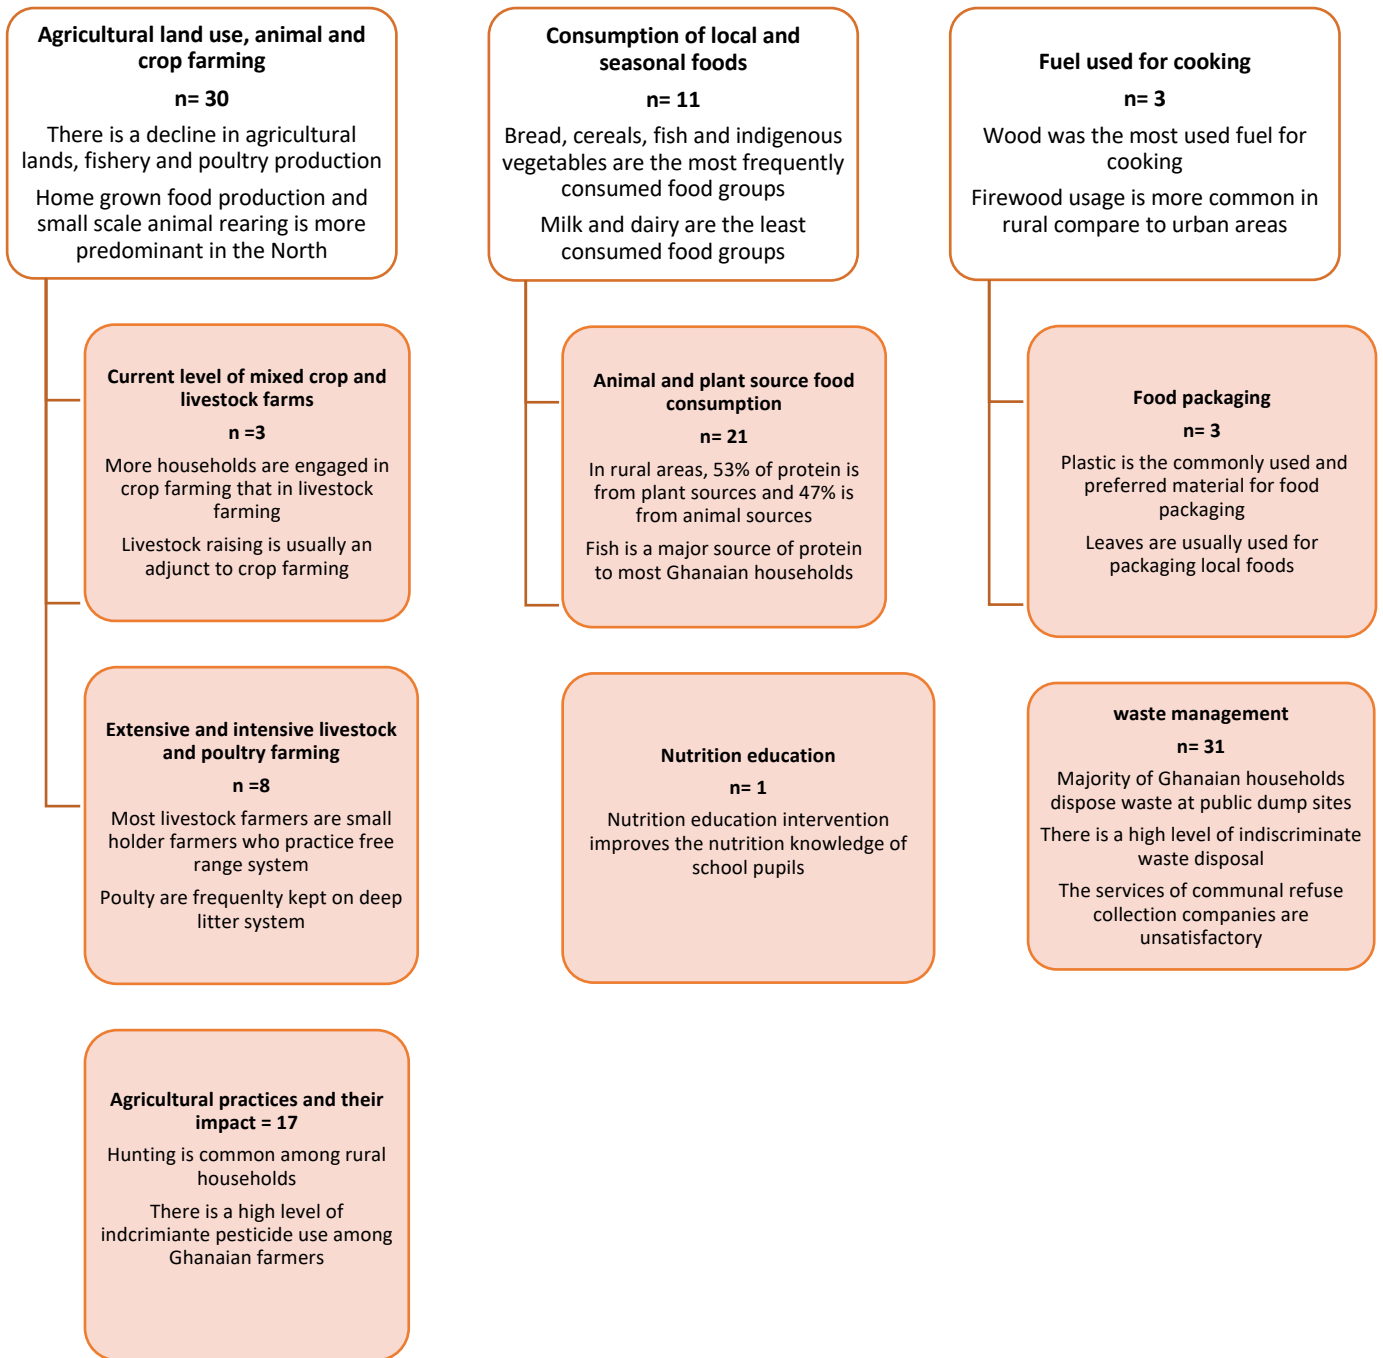 Agricultural land use, animal and
crop farming
n= 30
There is a decline in agricultural
lands, fishery and poultry production
Home grown food production and
small scale animal rearing is more
predominant in the North
Current level of mixed crop and
livestock farms
n =3
More households are engaged in
crop farming that in livestock
farming
Livestock raising is usually an
adjunct to crop farming
Extensive and intensive livestock
and poultry farming
n =8
Most livestock farmers are small
holder farmers who practice free
range system
Poulty are frequenlty kept on deep
litter system
Agricultural practices and their
impact = 17
Hunting is common among rural
households
There is a high level of
indcrimiante pesticide use among
Ghanaian farmers
Consumption of local and
seasonal foods
n= 11
Bread, cereals, fish and indigenous
vegetables are the most frequently
consumed food groups
Milk and dairy are the least
consumed food groups
Animal and plant source food
consumption
n= 21
In rural areas, 53% of protein is
from plant sources and 47% is
from animal sources
Fish is a major source of protein
to most Ghanaian households
Nutrition education
n= 1
Nutrition education intervention
improves the nutrition knowledge of
school pupils
Fuel used for cooking
n= 3
Wood was the most used fuel for
cooking
Firewood usage is more common in
rural compare to urban areas
Food packaging
n= 3
Plastic is the commonly used and
preferred material for food
packaging
Leaves are usually used for
packaging local foods
waste management
n= 31
Majority of Ghanaian households
dispose waste at public dump sites
There is a high level of indiscriminate
waste disposal
The services of communal refuse
collection companies are
unsatisfactory